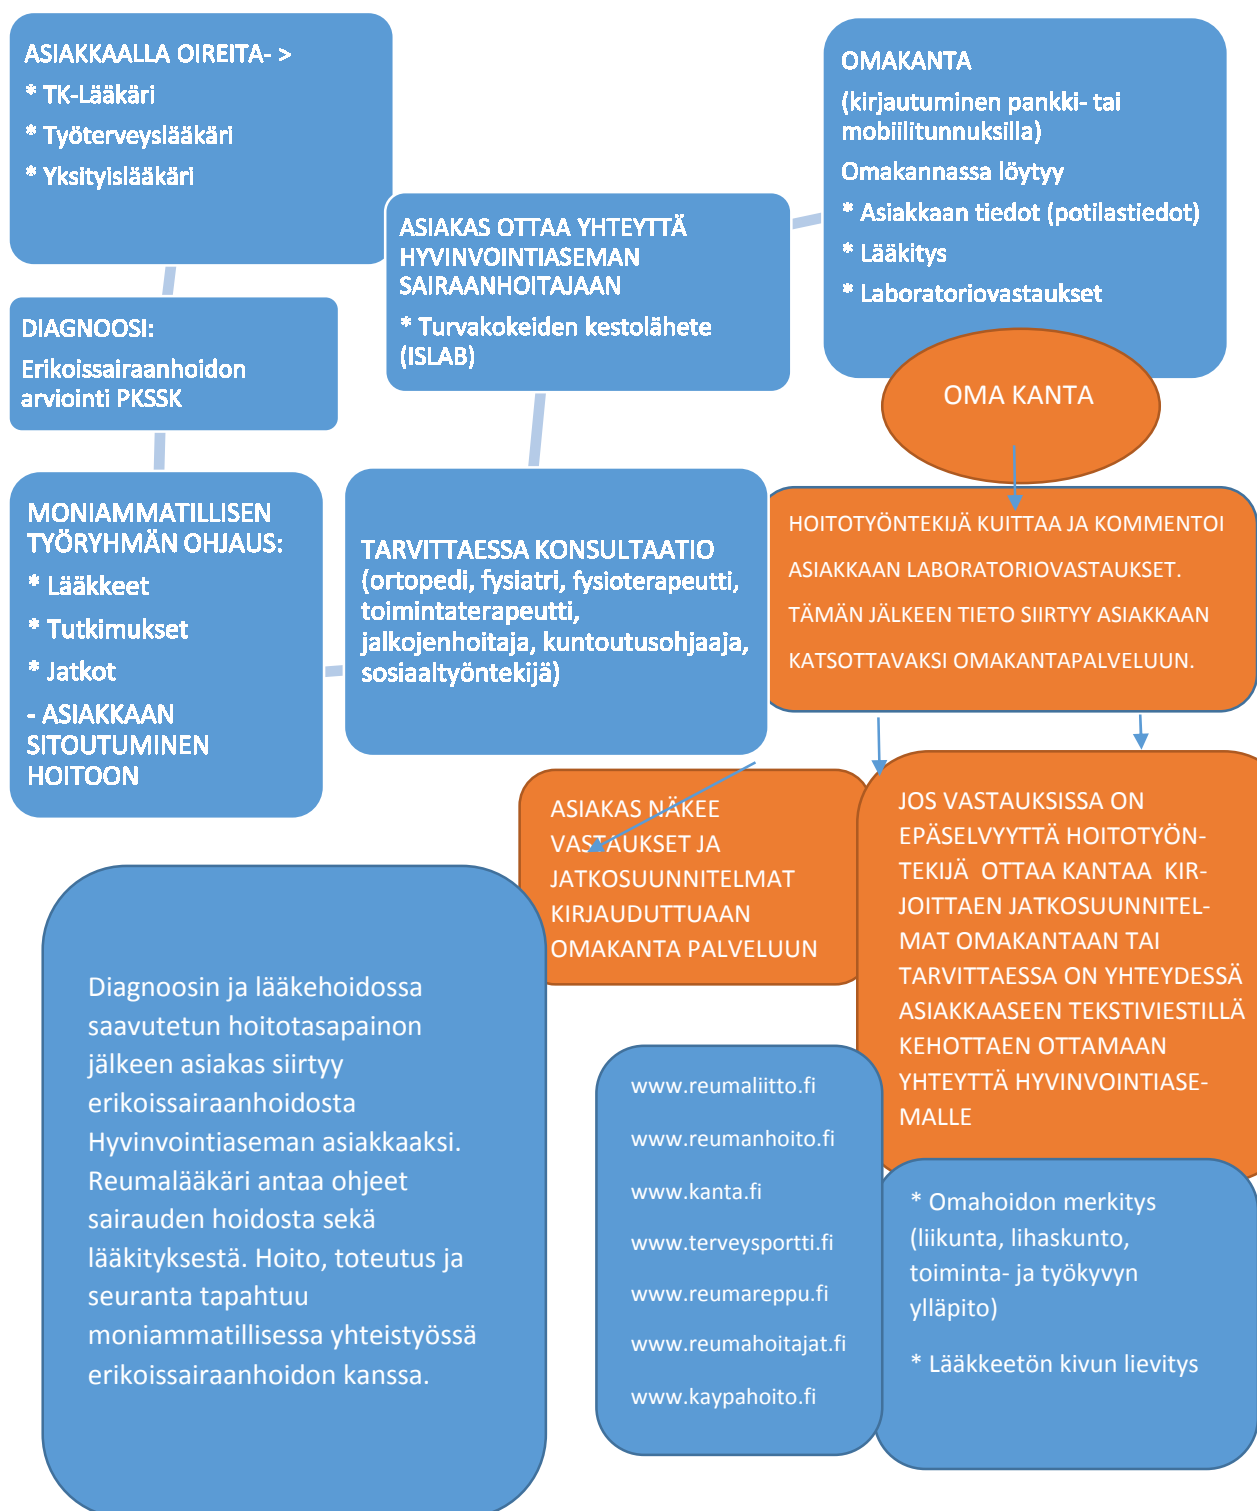 ASIAKKAALLA OIREITA- >
* TK-Lääkäri
* Työterveyslääkäri
* Yksityislääkäri
DIAGNOOSI:
Erikoissairaanhoidon
arviointi PKSSK
MONIAMMATILLISEN
TYÖRYHMÄN OHJAUS:
* Lääkkeet
* Tutkimukset
* Jatkot
- ASIAKKAAN
SITOUTUMINEN
HOITOON
TARVITTAESSA KONSULTAATIO
(ortopedi, fysiatri, fysioterapeutti,
toimintaterapeutti,
jalkojenhoitaja, kuntoutusohjaaja,
sosiaaltyöntekijä)
ASIAKAS OTTAA YHTEYTTÄ
HYVINVOINTIASEMAN
SAIRAANHOITAJAAN
* Turvakokeiden kestolähete
(ISLAB)
OMAKANTA
(kirjautuminen pankki- tai
mobiilitunnuksilla)
Omakannassa löytyy
* Asiakkaan tiedot (potilastiedot)
* Lääkitys
* Laboratoriovastaukset
OMA KANTA
HOITOTYÖNTEKIJÄ KUITTAA JA KOMMENTOI
ASIAKKAAN LABORATORIOVASTAUKSET.
TÄMÄN JÄLKEEN TIETO SIIRTYY ASIAKKAAN
KATSOTTAVAKSI OMAKANTAPALVELUUN.
ASIAKAS NÄKEE
VASTAUKSET JA
JATKOSUUNNITELMAT
KIRJAUDUTTUAAN
OMAKANTA PALVELUUN
JOS VASTAUKSISSA ON
EPÄSELVYYTTÄ HOITOTYÖN-
TEKIJÄ OTTAA KANTAA KIR-
JOITTAEN JATKOSUUNNITEL-
MAT OMAKANTAAN TAI
TARVITTAESSA ON YHTEYDESSÄ
ASIAKKAASEEN TEKSTIVIESTILLÄ
KEHOTTAEN OTTAMAAN
YHTEYTTÄ HYVINVOINTIASE-
MALLE
Diagnoosin ja lääkehoidossa
saavutetun hoitotasapainon
jälkeen asiakas siirtyy
erikoissairaanhoidosta
Hyvinvointiaseman asiakkaaksi.
Reumalääkäri antaa ohjeet
sairauden hoidosta sekä
lääkityksestä. Hoito, toteutus ja
seuranta tapahtuu
moniammatillisessa yhteistyössä
erikoissairaanhoidon kanssa.
www.reumaliitto.fi
www.reumanhoito.fi
www.kanta.fi
www.terveysportti.fi
www.reumareppu.fi
www.reumahoitajat.fi
www.kaypahoito.fi
* Omahoidon merkitys
(liikunta, lihaskunto,
toiminta- ja työkyvyn
ylläpito)
* Lääkkeetön kivun lievitys